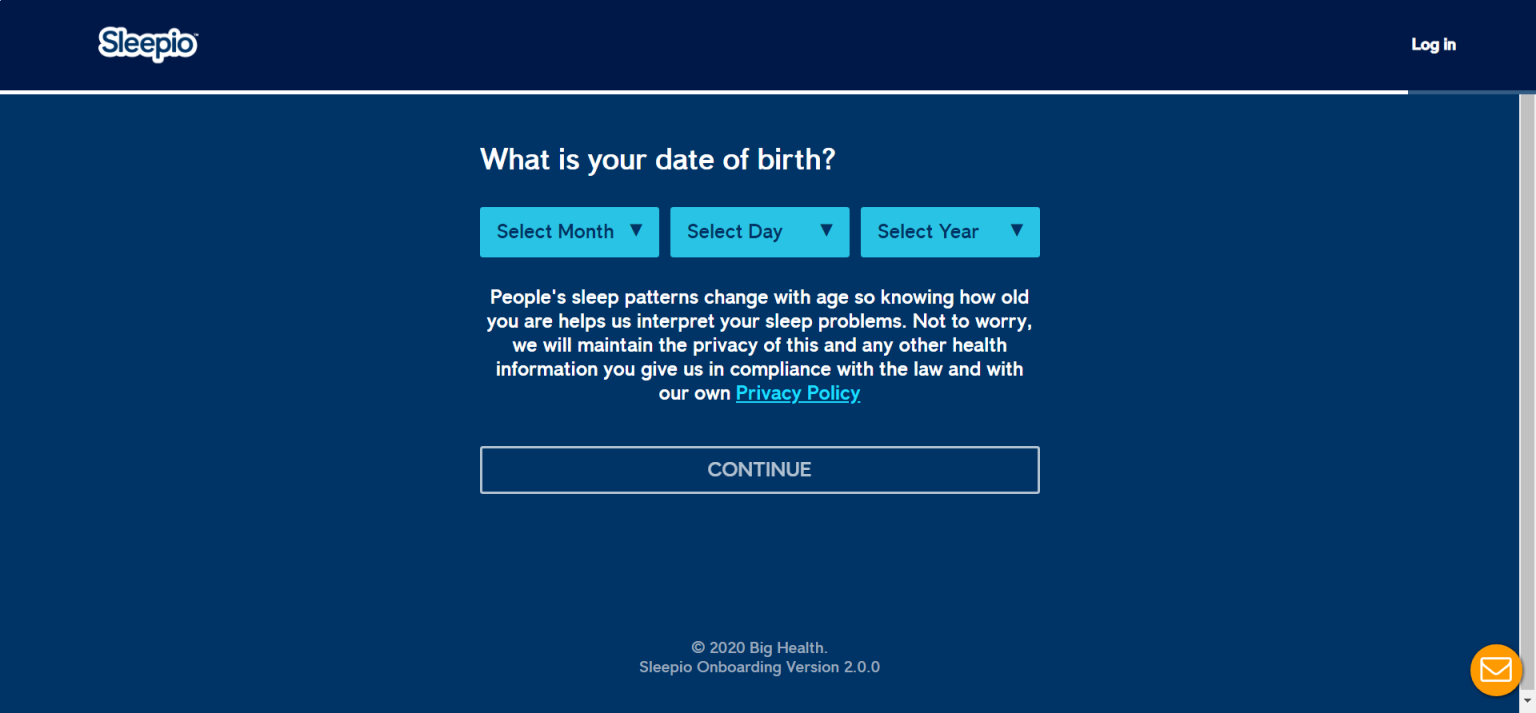 Sleepio™
Log in
What is your date of birth?
Select Month ▼ Select Day ▼ Select Year ▼
People's sleep patterns change with age so knowing how old
you are helps us interpret your sleep problems. Not to worry,
we will maintain the privacy of this and any other health
information you give us in compliance with the law and with
our own Privacy Policy
CONTINUE
© 2020 Big Health.
Sleepio Onboarding Version 2.0.0